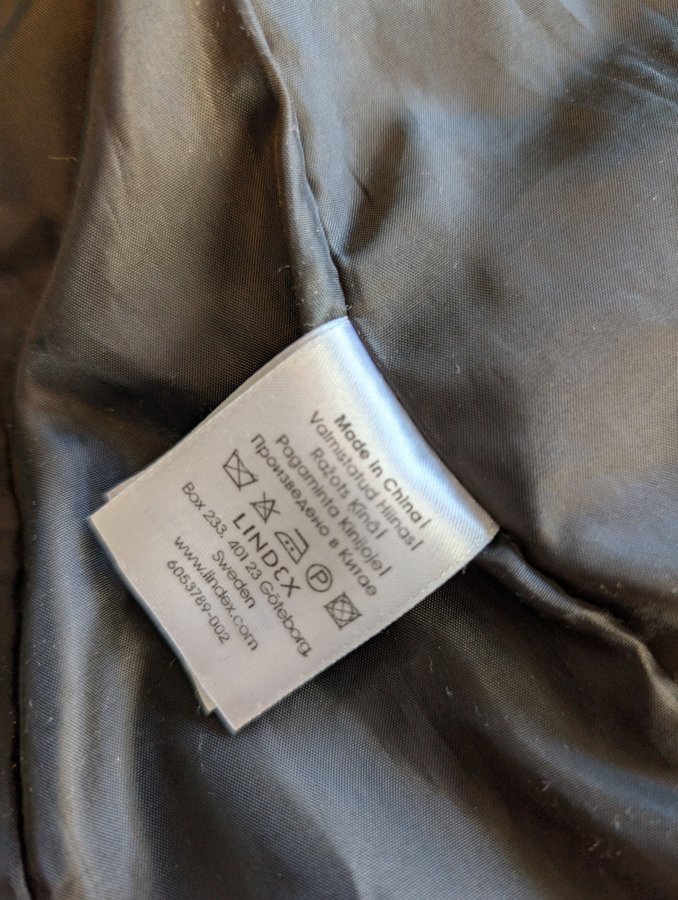 Made in China/
Valmistatud Hiinas/
Ražots Ķīnā/
Pagaminta Kinijoje/
Произведено в Китае
P
LINDEX
Box 233, 401 23 Göteborg,
Sweden
www.lindex.com
6053789-002